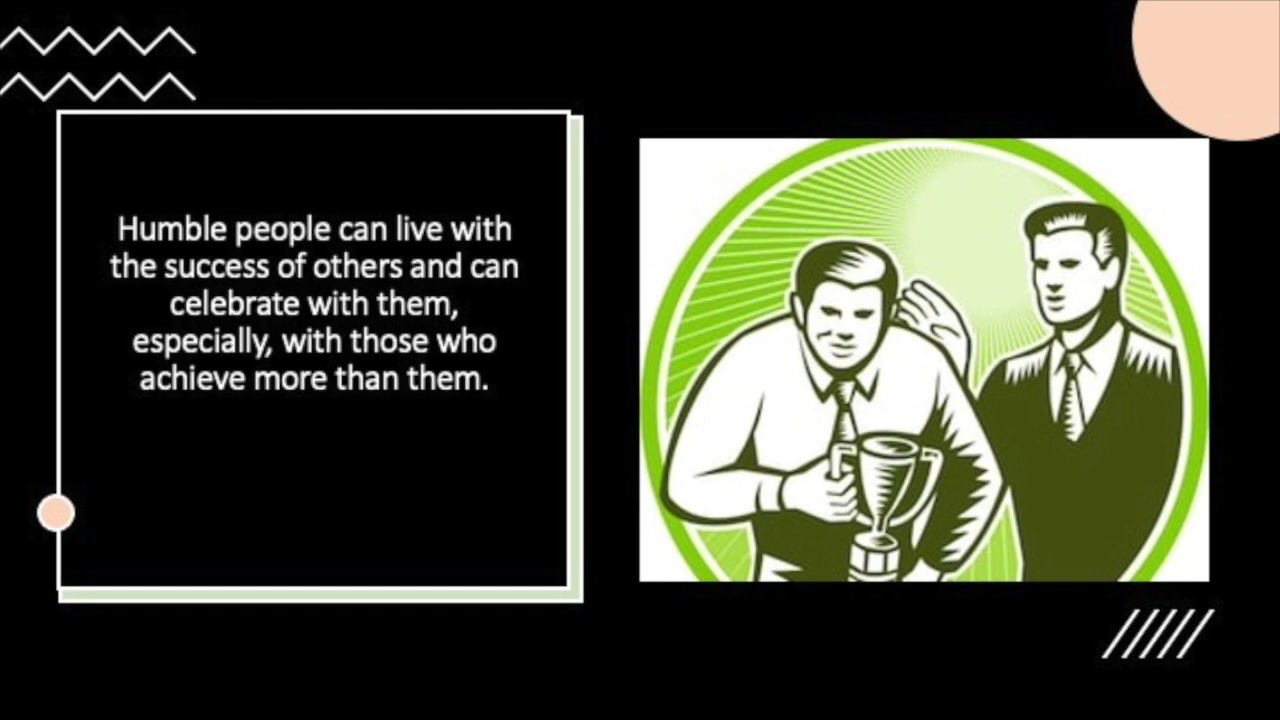 Humble people can live with
the success of others and can
celebrate with them,
especially, with those who
achieve more than them.